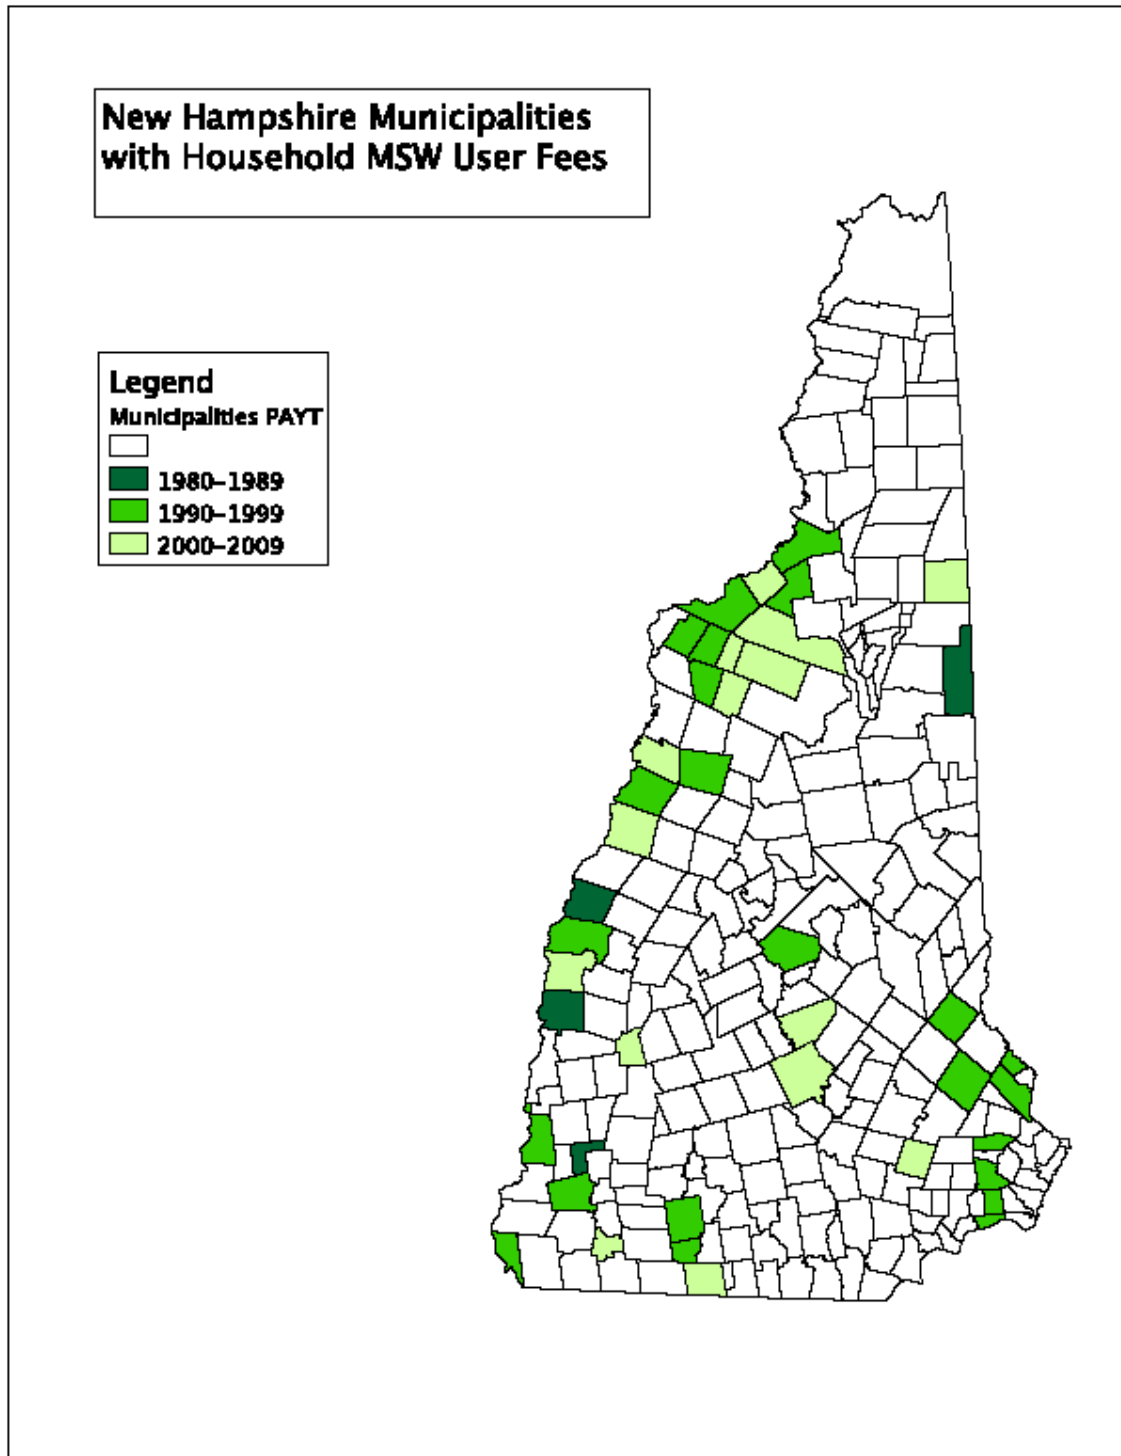 New Hampshire Municipalities
with Household MSW User Fees
Legend
Municipalities PAYT
1980-1989
1990-1999
2000-2009